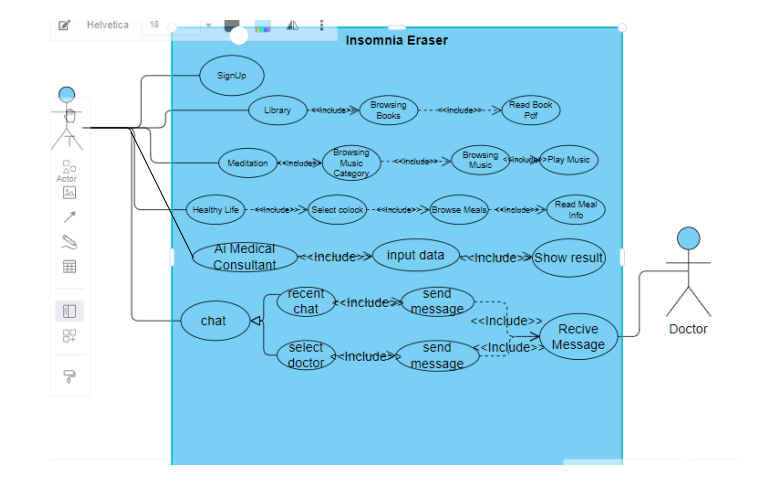 Helvetica 18
Insomnia Eraser
SignUp
Library
<<Include>>
Browsing
Books
<<Include>>
Read Book
Pdf
Meditation
<<Include>>
Browsing
Music
Category
<<Include>>
Browsing
Music
<<Include>>
Play Music
Actor
Healthy Life
<<Include>>
Select colook
<<Include>>
Browse Meals
<<Include>>
Read Meal
Info
Ai Medical
Consultant
<<Include>>
input data
<<Include>>
Show result
chat
recent
chat
<<Include>>
send
message
<<Include>>
select
doctor
<<Include>>
send
message
<<Include>>
Recive
Message
Doctor